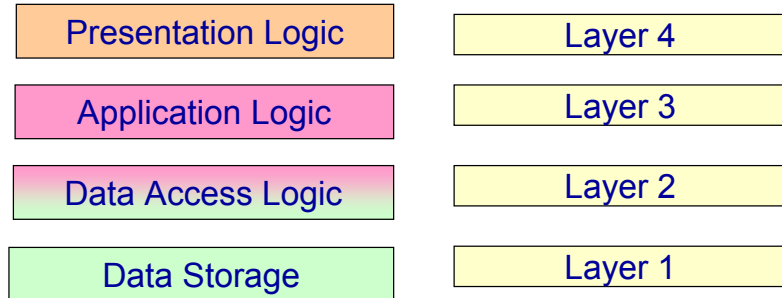 Presentation Logic
Layer 4
Application Logic
Layer 3
Data Access Logic
Layer 2
Data Storage
Layer 1